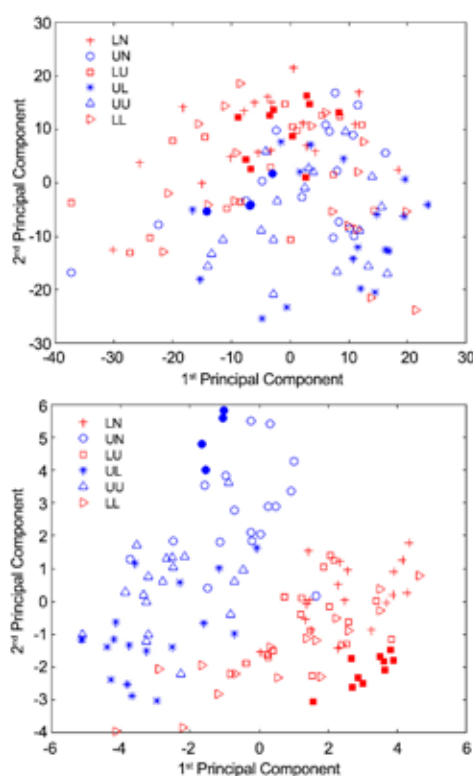 30
20
10
0
-10
-20
-30
LN
UN
LU
UL
UU
LL
2nd Principal Component
-40 -30 -20 -10 0 10 20 30
1st Principal Component
6
5
4
3
2
1
0
-1
-2
-3
-4
LN
UN
LU
UL
UU
LL
2nd Principal Component
-6 -4 -2 0 2 4 6
1st Principal Component